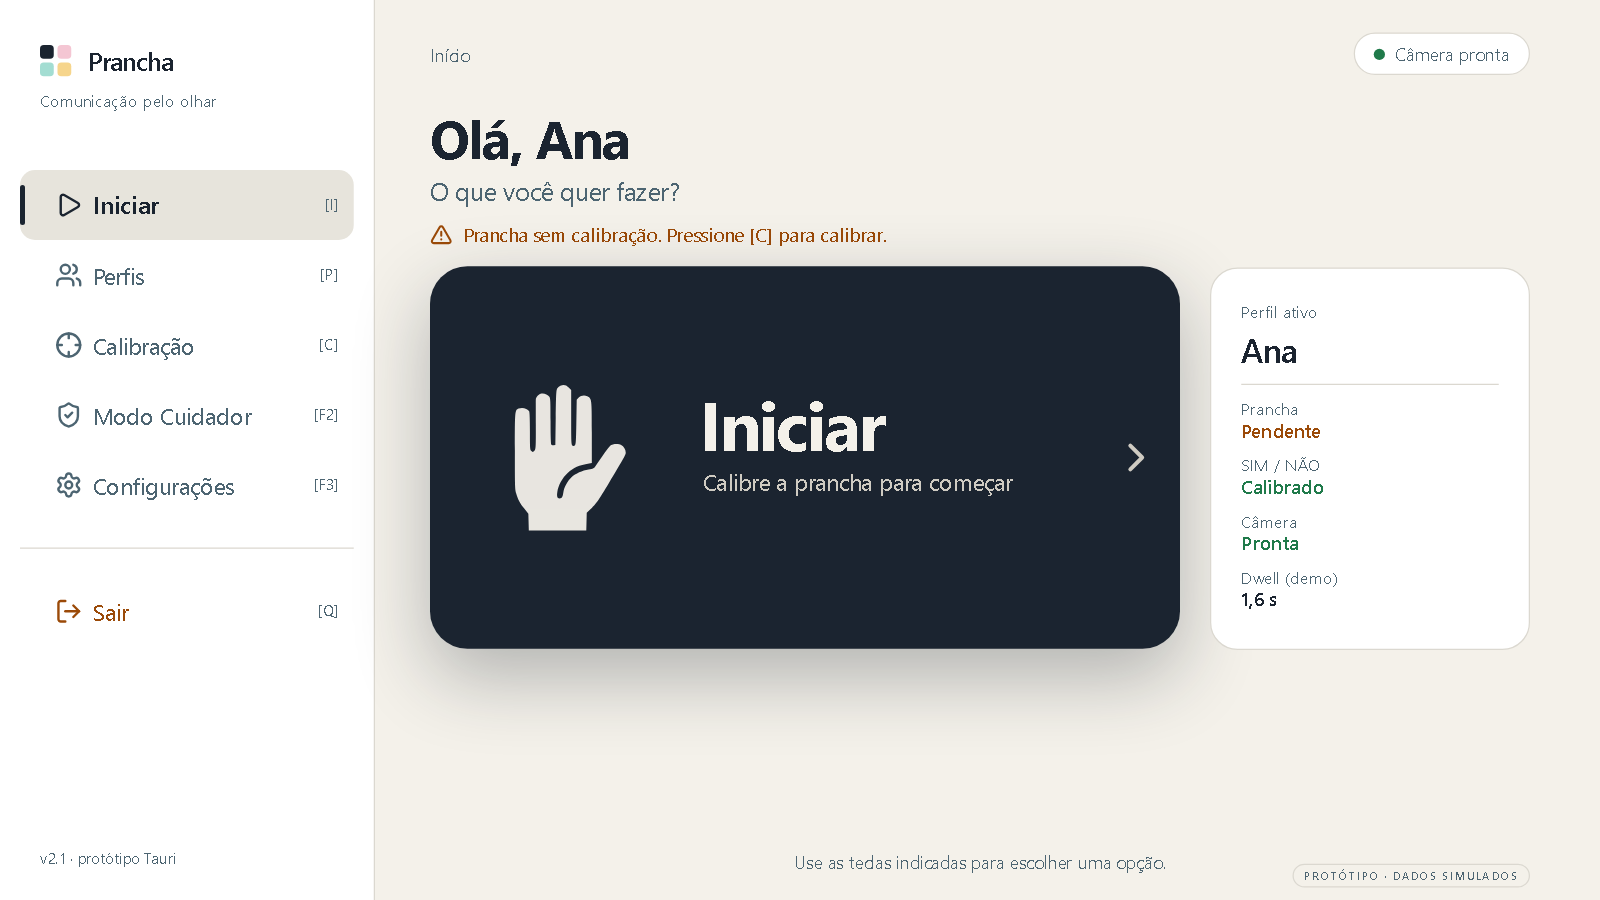 Prancha
Comunicação pelo olhar
Iniciar [I]
Perfis [P]
Calibração [C]
Modo Cuidador [F2]
Configurações [F3]
Sair [Q]
v2.1 · protótipo Tauri
Início
Câmera pronta
Olá, Ana
O que você quer fazer?
Prancha sem calibração. Pressione [C] para calibrar.
Iniciar
Calibre a prancha para começar
Perfil ativo
Ana
Prancha
Pendente
SIM / NÃO
Calibrado
Câmera
Pronta
Dwell (demo)
1,6 s
Use as teclas indicadas para escolher uma opção.
PROTÓTIPO · DADOS SIMULADOS